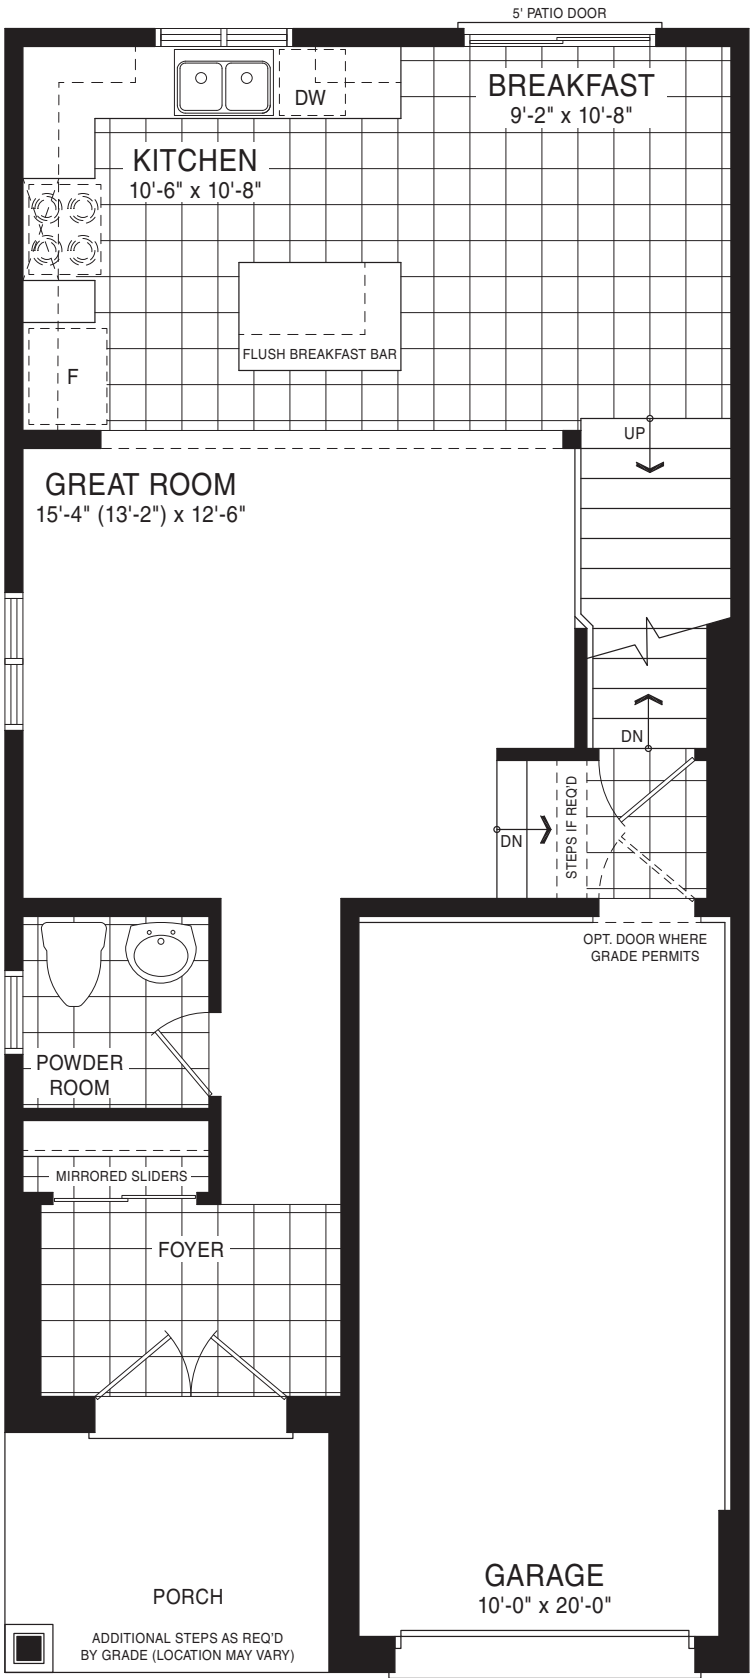 5' PATIO DOOR
BREAKFAST
9'-2" x 10'-8"
DW
KITCHEN
10'-6" x 10'-8"
FLUSH BREAKFAST BAR
F
UP
GREAT ROOM
15'-4" (13'-2") x 12'-6"
DN
STEPS IF REQ'D
DN
OPT. DOOR WHERE
GRADE PERMITS
POWDER
ROOM
MIRRORED SLIDERS
FOYER
GARAGE
10'-0" x 20'-0"
PORCH
ADDITIONAL STEPS AS REQ'D
BY GRADE (LOCATION MAY VARY)